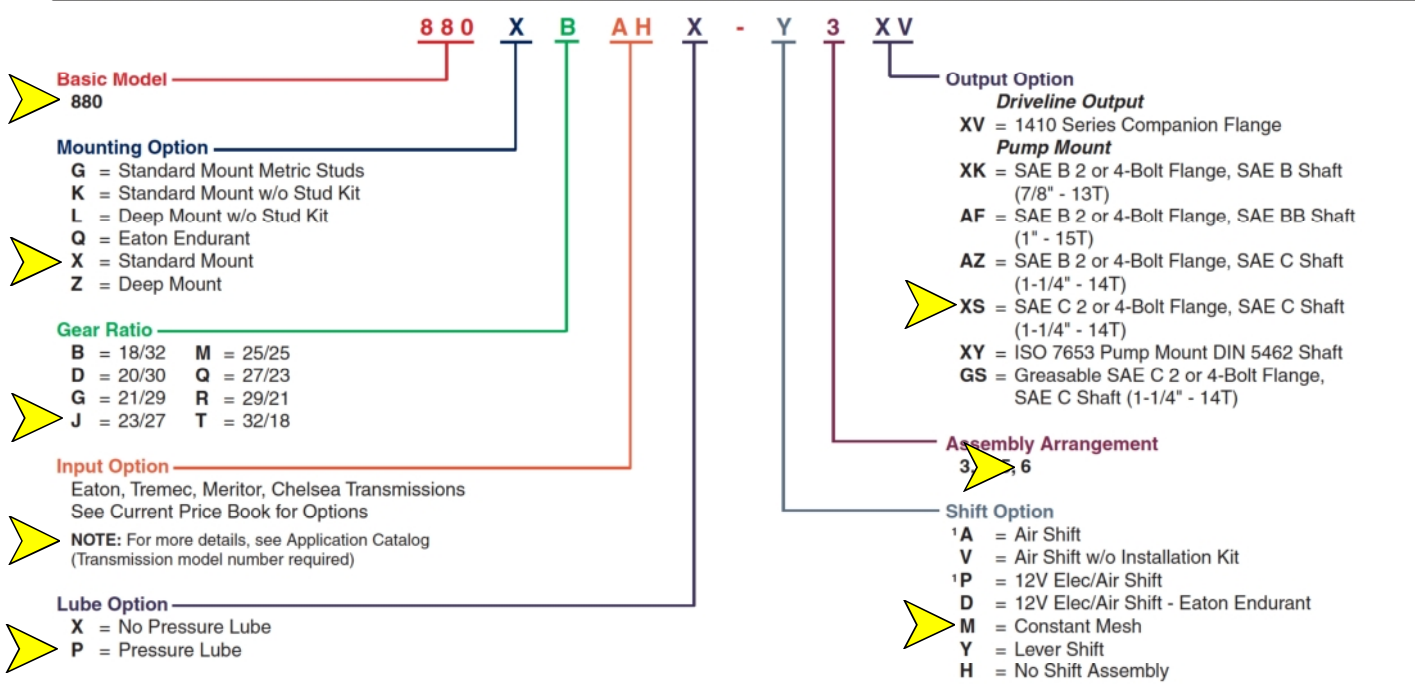 880 X B AH X - Y 3 XV
Basic Model
880
Mounting Option
G = Standard Mount Metric Studs
K = Standard Mount w/o Stud Kit
L = Deep Mount w/o Stud Kit
Q = Eaton Endurant
X = Standard Mount
Z = Deep Mount
Gear Ratio
B = 18/32 M = 25/25
D = 20/30 Q = 27/23
G = 21/29 R = 29/21
J = 23/27 T = 32/18
Input Option
Eaton, Tremec, Meritor, Chelsea Transmissions
See Current Price Book for Options
NOTE: For more details, see Application Catalog
(Transmission model number required)
Lube Option
X = No Pressure Lube
P = Pressure Lube
Output Option
Driveline Output
XV = 1410 Series Companion Flange
Pump Mount
XK = SAE B 2 or 4-Bolt Flange, SAE B Shaft
(7/8" - 13T)
AF = SAE B 2 or 4-Bolt Flange, SAE BB Shaft
(1" - 15T)
AZ = SAE B 2 or 4-Bolt Flange, SAE C Shaft
(1-1/4" - 14T)
XS = SAE C 2 or 4-Bolt Flange, SAE C Shaft
(1-1/4" - 14T)
XY = ISO 7653 Pump Mount DIN 5462 Shaft
GS = Greasable SAE C 2 or 4-Bolt Flange,
SAE C Shaft (1-1/4" - 14T)
Assembly Arrangement
3, 6
Shift Option
¹A = Air Shift
V = Air Shift w/o Installation Kit
¹P = 12V Elec/Air Shift
D = 12V Elec/Air Shift - Eaton Endurant
M = Constant Mesh
Y = Lever Shift
H = No Shift Assembly